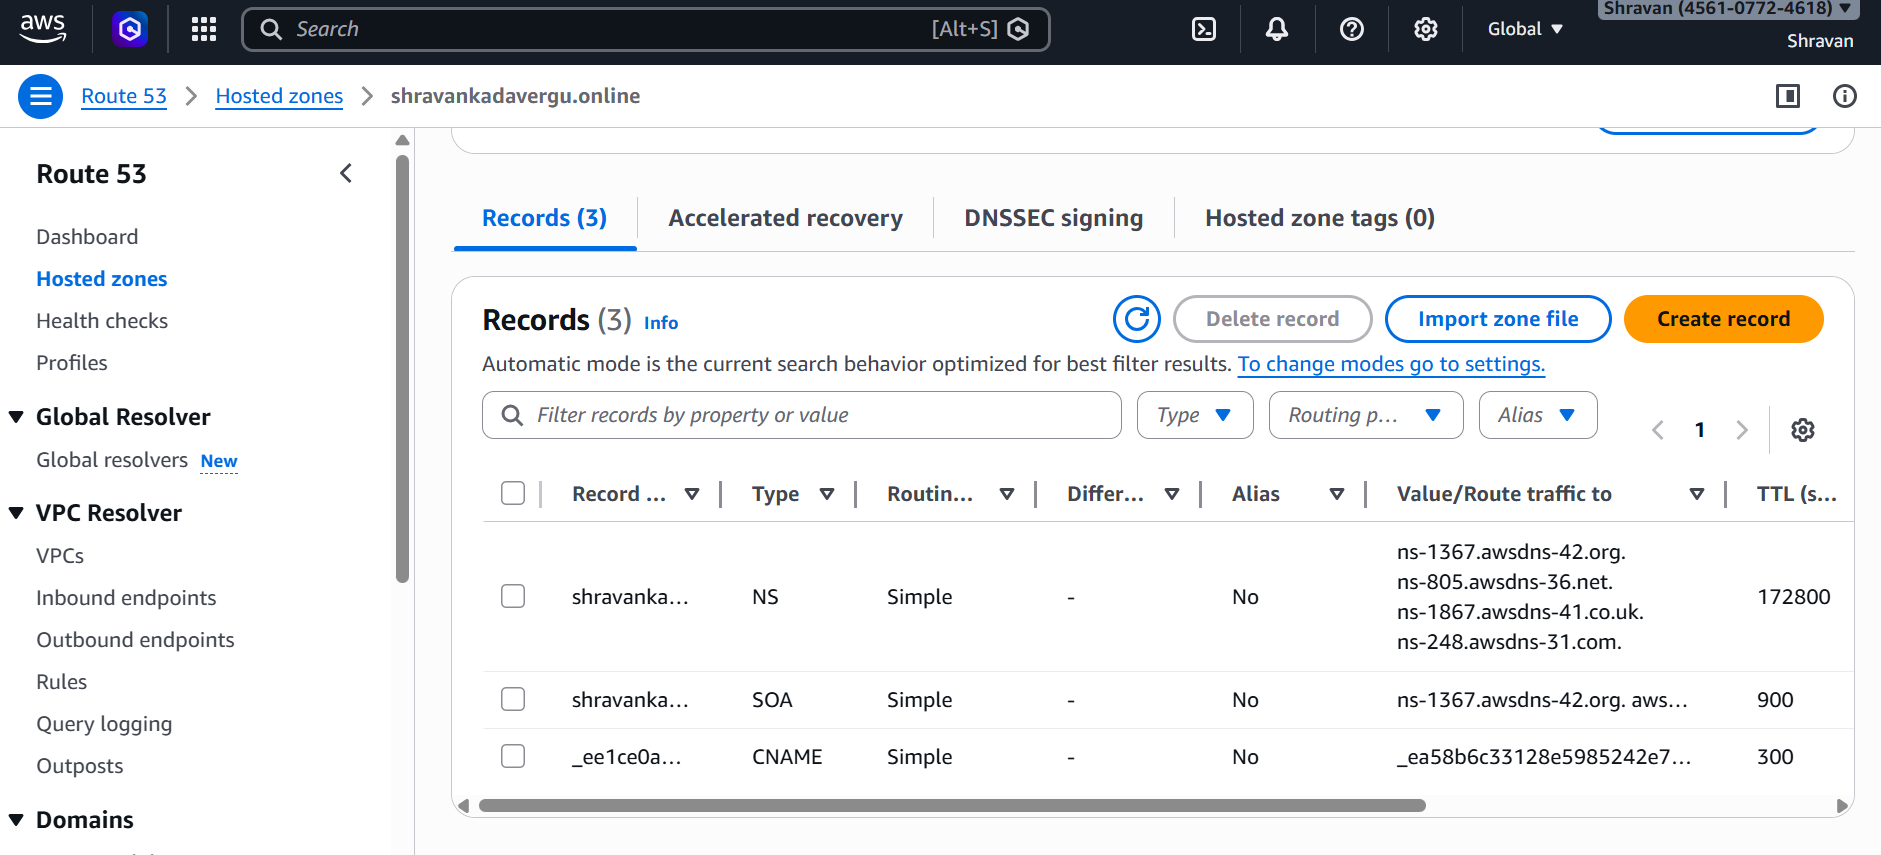 aws
Search
[Alt+S]
Global
Shravan (4561-0772-4618)
Shravan
Route 53
Hosted zones
shravankadavergu.online
Route 53
Dashboard
Hosted zones
Health checks
Profiles
Global Resolver
Global resolvers New
VPC Resolver
VPCs
Inbound endpoints
Outbound endpoints
Rules
Query logging
Outposts
Domains
Records (3)
Accelerated recovery
DNSSEC signing
Hosted zone tags (0)
Records (3) Info
Delete record
Import zone file
Create record
Automatic mode is the current search behavior optimized for best filter results. To change modes go to settings.
Filter records by property or value
Type
Routing p...
Alias
1
Record ... Type Routin... Differ... Alias Value/Route traffic to TTL (s...
ns-1367.awsdns-42.org.
ns-805.awsdns-36.net.
shravanka... NS Simple - No 172800
ns-1867.awsdns-41.co.uk.
ns-248.awsdns-31.com.
shravanka... SOA Simple - No ns-1367.awsdns-42.org. aws... 900
_ee1ce0a... CNAME Simple - No _ea58b6c33128e5985242e7... 300